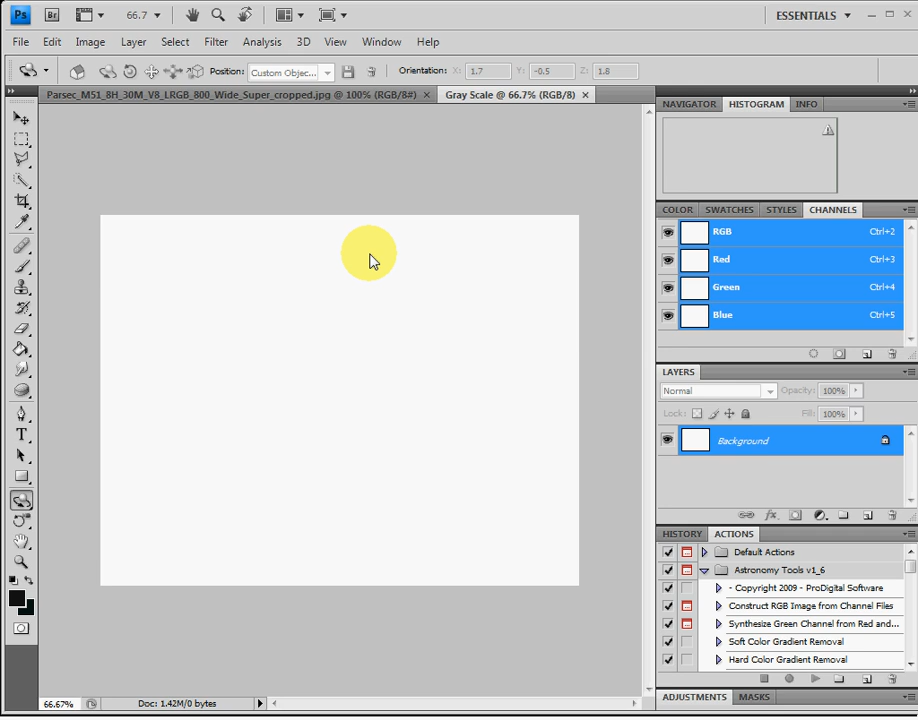 Ps Br 66.7 ESSENTIALS
File Edit Image Layer Select Filter Analysis 3D View Window Help
Position: Custom Objec... Orientation: X: 1.7 Y: -0.5 Z: 1.8
Parsec_M51_8H_30M_V8_LRGB_800_Wide_Super_cropped.jpg @ 100% (RGB/8#) × Gray Scale @ 66.7% (RGB/8) ×
NAVIGATOR HISTOGRAM INFO
COLOR SWATCHES STYLES CHANNELS
RGB Ctrl+2
Red Ctrl+3
Green Ctrl+4
Blue Ctrl+5
LAYERS
Normal Opacity: 100%
Lock: Fill: 100%
Background
HISTORY ACTIONS
Default Actions
Astronomy Tools v1_6
- Copyright 2009 - ProDigital Software
Construct RGB Image from Channel Files
Synthesize Green Channel from Red and...
Soft Color Gradient Removal
Hard Color Gradient Removal
T
66.67% Doc: 1.42M/0 bytes
ADJUSTMENTS MASKS